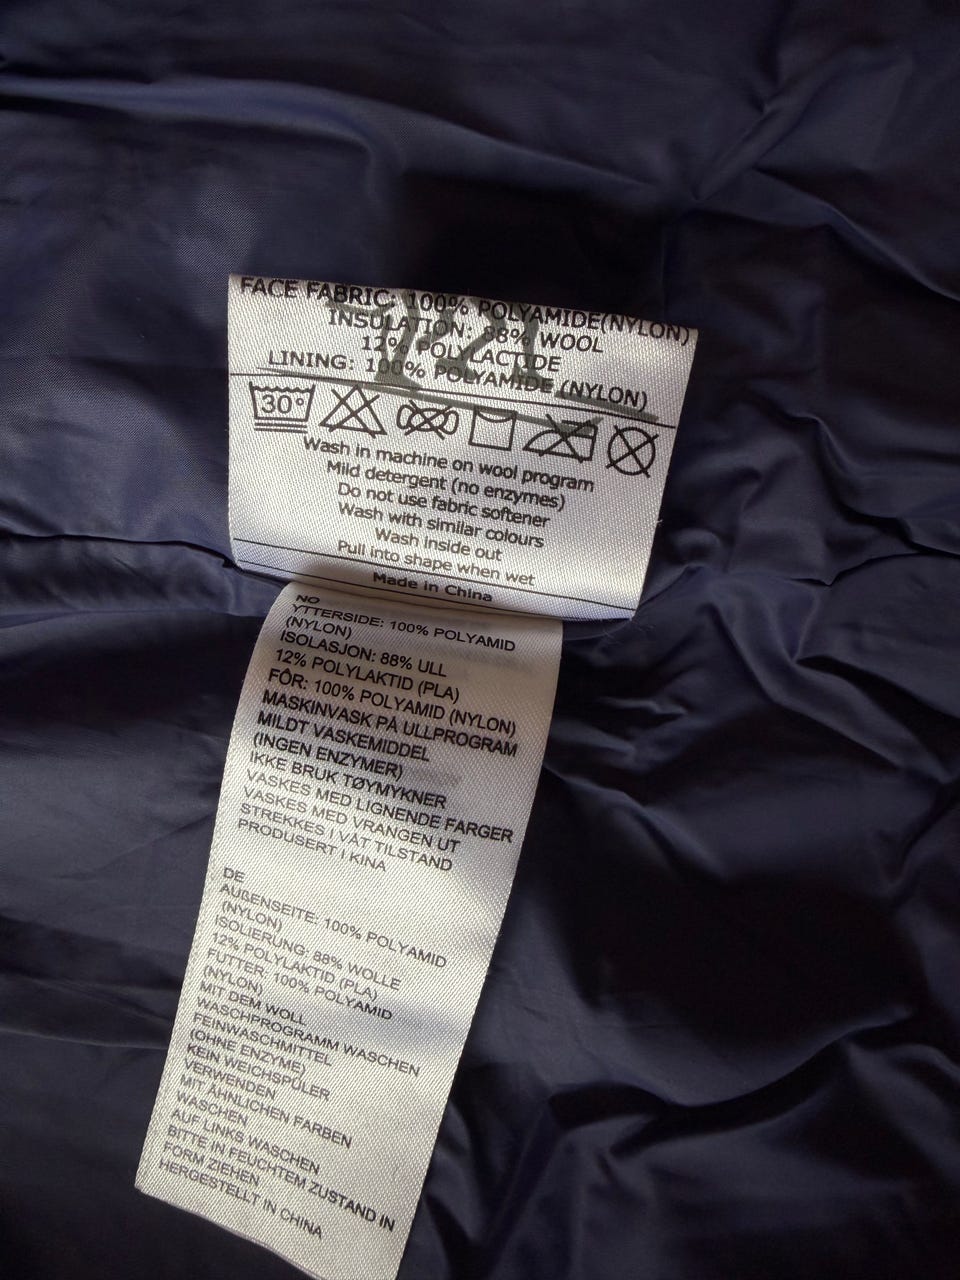 FACE FABRIC: 100% POLYAMIDE(NYLON)
INSULATION: 88% WOOL
12% POLYLACTIDE
LINING: 100% POLYAMIDE (NYLON)
30°
Wash in machine on wool program
Mild detergent (no enzymes)
Do not use fabric softener
Wash with similar colours
Wash inside out
Pull into shape when wet
Made in China
NO
YTTERSIDE: 100% POLYAMID
(NYLON)
ISOLASJON: 88% ULL
12% POLYLAKTID (PLA)
FÔR: 100% POLYAMID (NYLON)
MASKINVASK PÅ ULLPROGRAM
MILDT VASKEMIDDEL
(INGEN ENZYMER)
IKKE BRUK TØYMYKNER
VASKES MED LIGNENDE FARGER
VASKES MED VRANGEN UT
STREKKES I VÅT TILSTAND
PRODUSERT I KINA
DE
AUßENSEITE: 100% POLYAMID
(NYLON)
ISOLIERUNG: 88% WOLLE
12% POLYLAKTID (PLA)
FUTTER: 100% POLYAMID
(NYLON)
MIT DEM WOLL
WASCHPROGRAMM WASCHEN
FEINWASCHMITTEL
(OHNE ENZYME)
KEIN WEICHSPÜLER
VERWENDEN
MIT ÄHNLICHEN FARBEN
WASCHEN
AUF LINKS WASCHEN
BITTE IN FEUCHTEM ZUSTAND IN
FORM ZIEHEN
HERGESTELLT IN CHINA